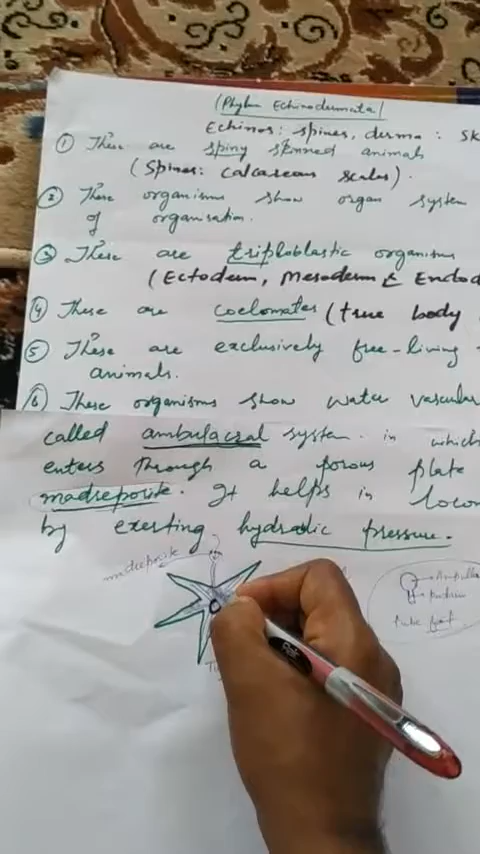 (Phylum Echinodermata)
Echinos: spines, derma: Sk
① These are spiny skinned animals
(Spines: calcareous scales).
② These organisms show organ system
of organisation.
③ These are triploblastic organisms
(Ectoderm, Mesoderm & Endod
④ These are coelomates (true body
⑤ These are exclusively free-living
animals.
⑥ These organisms show water vascular
called ambulacral system. in which
enters through a porous plate
madreporite. It helps in locom
by exerting hydraulic pressure.
madreporite
Ampulla
Podium
tube feet